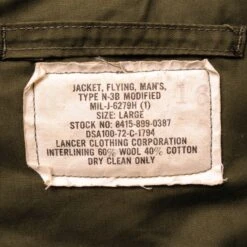 JACKET, FLYING, MAN'S,
TYPE N-3B MODIFIED
MIL-J-6279H (1)
SIZE: LARGE
STOCK NO: 8415-899-0387
DSA100-72-C-1794
LANCER CLOTHING CORPORATION
INTERLINING 60% WOOL 40% COTTON
DRY CLEAN ONLY